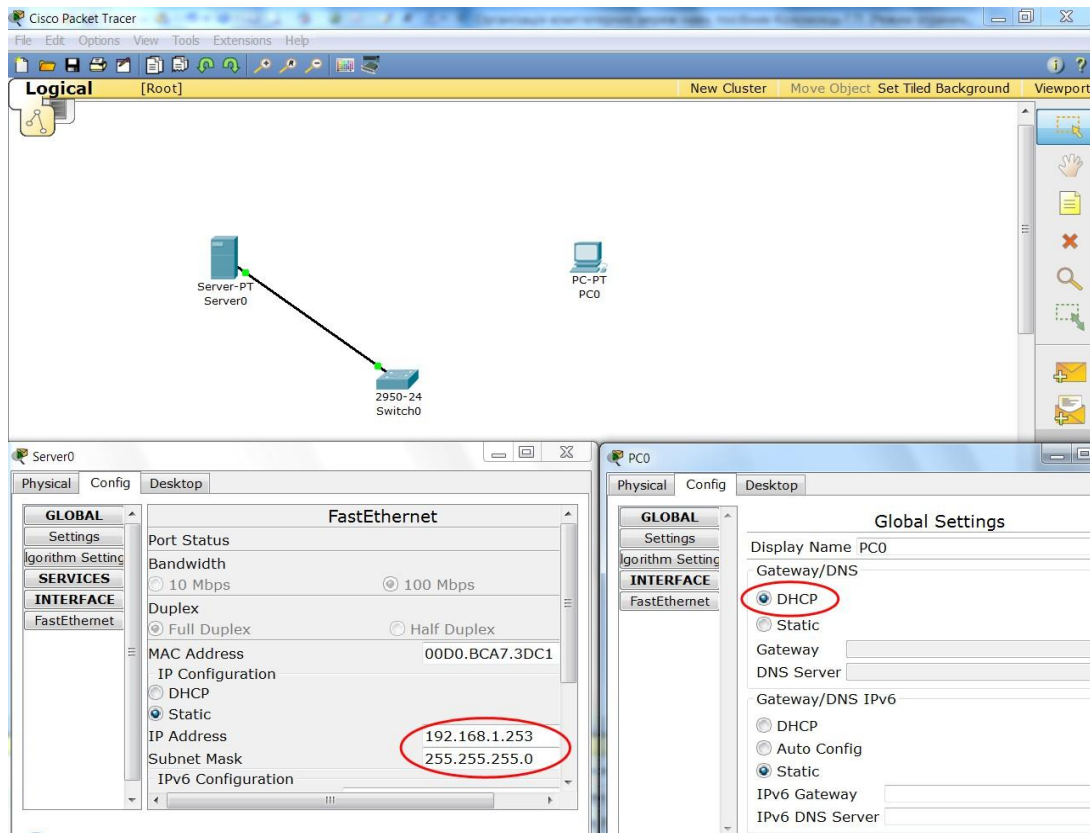 Cisco Packet Tracer
File Edit Options View Tools Extensions Help
Logical [Root] New Cluster Move Object Set Tiled Background Viewport
Server-PT
Server0
PC-PT
PC0
2950-24
Switch0
Server0
Physical Config Desktop
GLOBAL
Settings
lgorithm Setting
SERVICES
INTERFACE
FastEthernet
FastEthernet
Port Status
Bandwidth
10 Mbps 100 Mbps
Duplex
Full Duplex Half Duplex
MAC Address 00D0.BCA7.3DC1
IP Configuration
DHCP
Static
IP Address 192.168.1.253
Subnet Mask 255.255.255.0
IPv6 Configuration
PC0
Physical Config Desktop
GLOBAL
Settings
lgorithm Setting
INTERFACE
FastEthernet
Global Settings
Display Name PC0
Gateway/DNS
DHCP
Static
Gateway
DNS Server
Gateway/DNS IPv6
DHCP
Auto Config
Static
IPv6 Gateway
IPv6 DNS Server